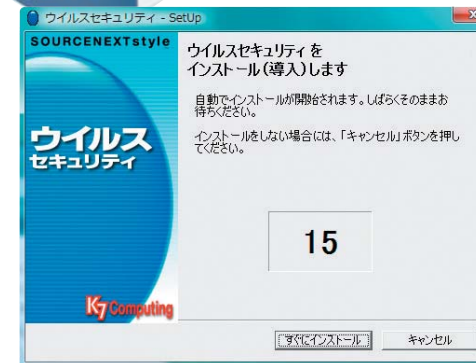 ウイルスセキュリティ - SetUp
SOURCENEXTstyle
ウイルスセキュリティ を
インストール(導入)します
自動でインストールが開始されます。しばらくそのままお
待ちください。
インストールをしない場合には、「キャンセル」ボタンを押し
てください。
ウイルス
セキュリティ
15
K7 Computing
すぐにインストール
キャンセル